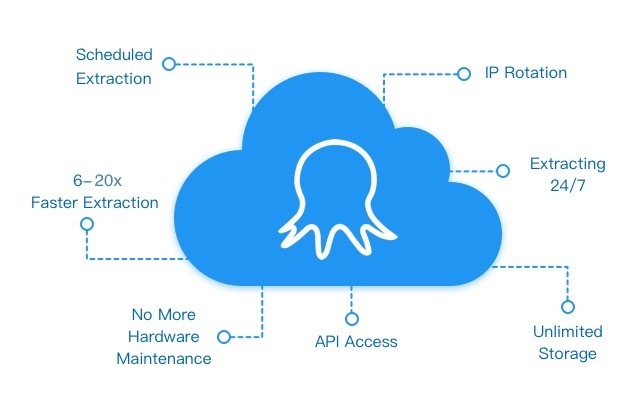 Scheduled
Extraction
IP Rotation
6–20x
Faster Extraction
Extracting
24/7
No More
Hardware
Maintenance
API Access
Unlimited
Storage